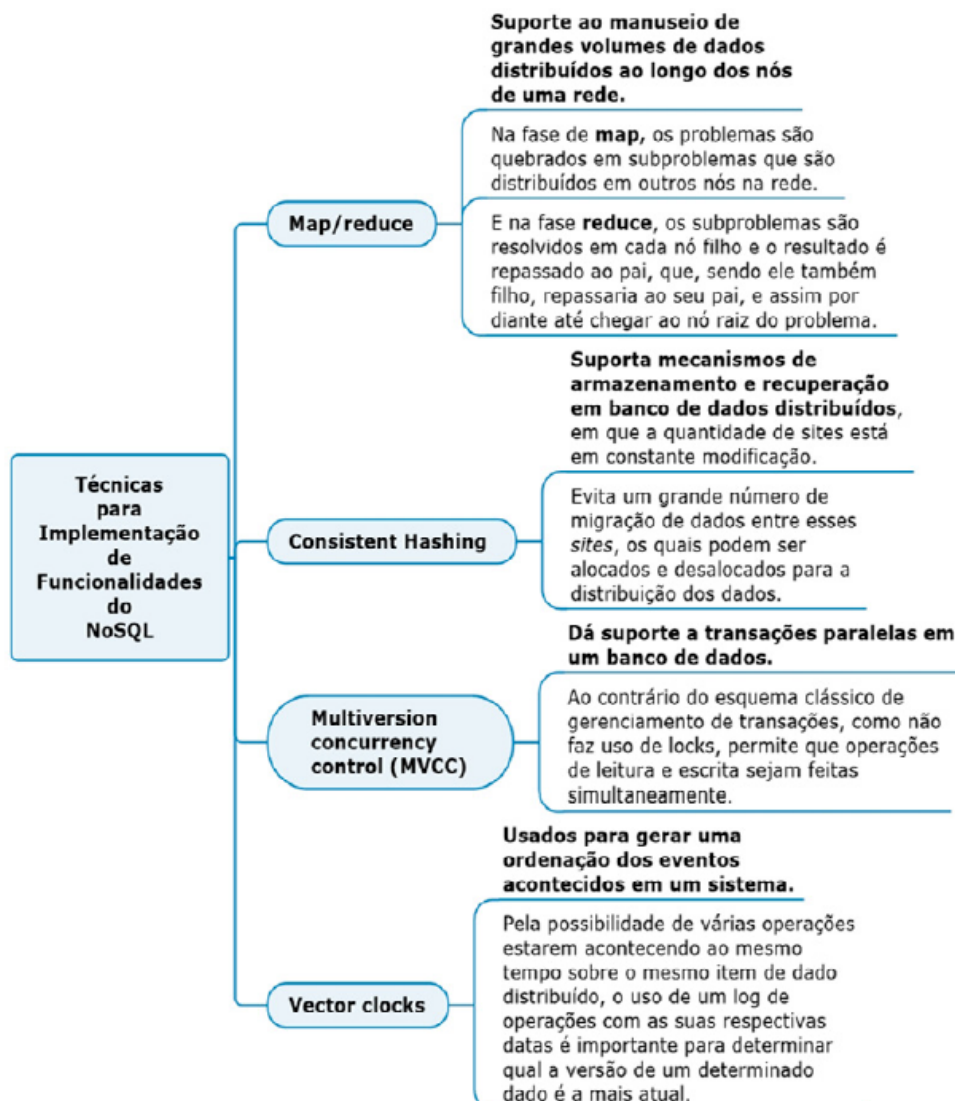 Suporte ao manuseio de
grandes volumes de dados
distribuídos ao longo dos nós
de uma rede.
Na fase de map, os problemas são
quebrados em subproblemas que são
distribuídos em outros nós na rede.
Map/reduce
E na fase reduce, os subproblemas são
resolvidos em cada nó filho e o resultado é
repassado ao pai, que, sendo ele também
filho, repassaria ao seu pai, e assim por
diante até chegar ao nó raiz do problema.
Suporta mecanismos de
armazenamento e recuperação
em banco de dados distribuídos,
em que a quantidade de sites está
em constante modificação.
Técnicas
para
Implementação
de
Funcionalidades
do
NoSQL
Consistent Hashing
Evita um grande número de
migração de dados entre esses
sites, os quais podem ser
alocados e desalocados para a
distribuição dos dados.
Dá suporte a transações paralelas em
um banco de dados.
Multiversion
concurrency
control (MVCC)
Ao contrário do esquema clássico de
gerenciamento de transações, como não
faz uso de locks, permite que operações
de leitura e escrita sejam feitas
simultaneamente.
Usados para gerar uma
ordenação dos eventos
acontecidos em um sistema.
Vector clocks
Pela possibilidade de várias operações
estarem acontecendo ao mesmo
tempo sobre o mesmo item de dado
distribuído, o uso de um log de
operações com as suas respectivas
datas é importante para determinar
qual a versão de um determinado
dado é a mais atual.